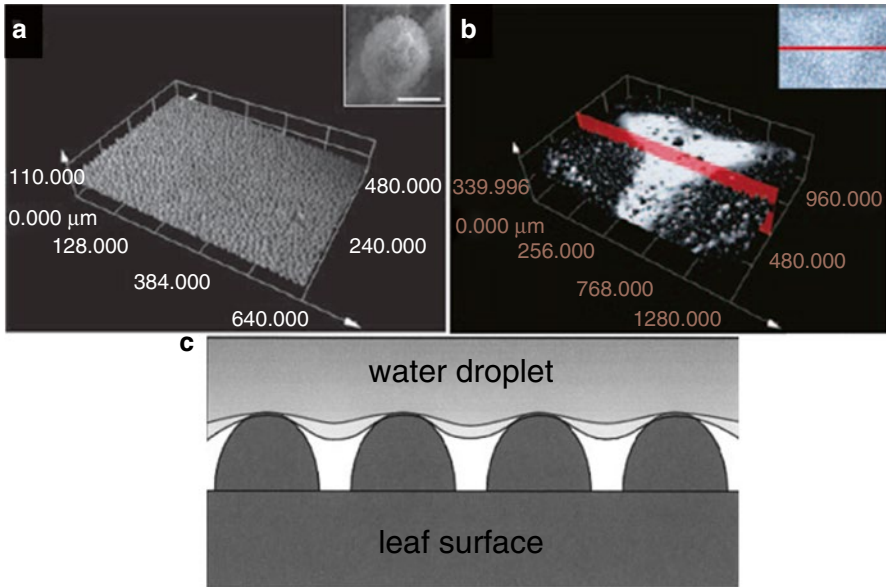 a
110.000
0.000 μm
128.000
384.000
640.000
240.000
480.000
b
339.996
0.000 μm
256.000
768.000
1280.000
480.000
960.000
c
water droplet
leaf surface